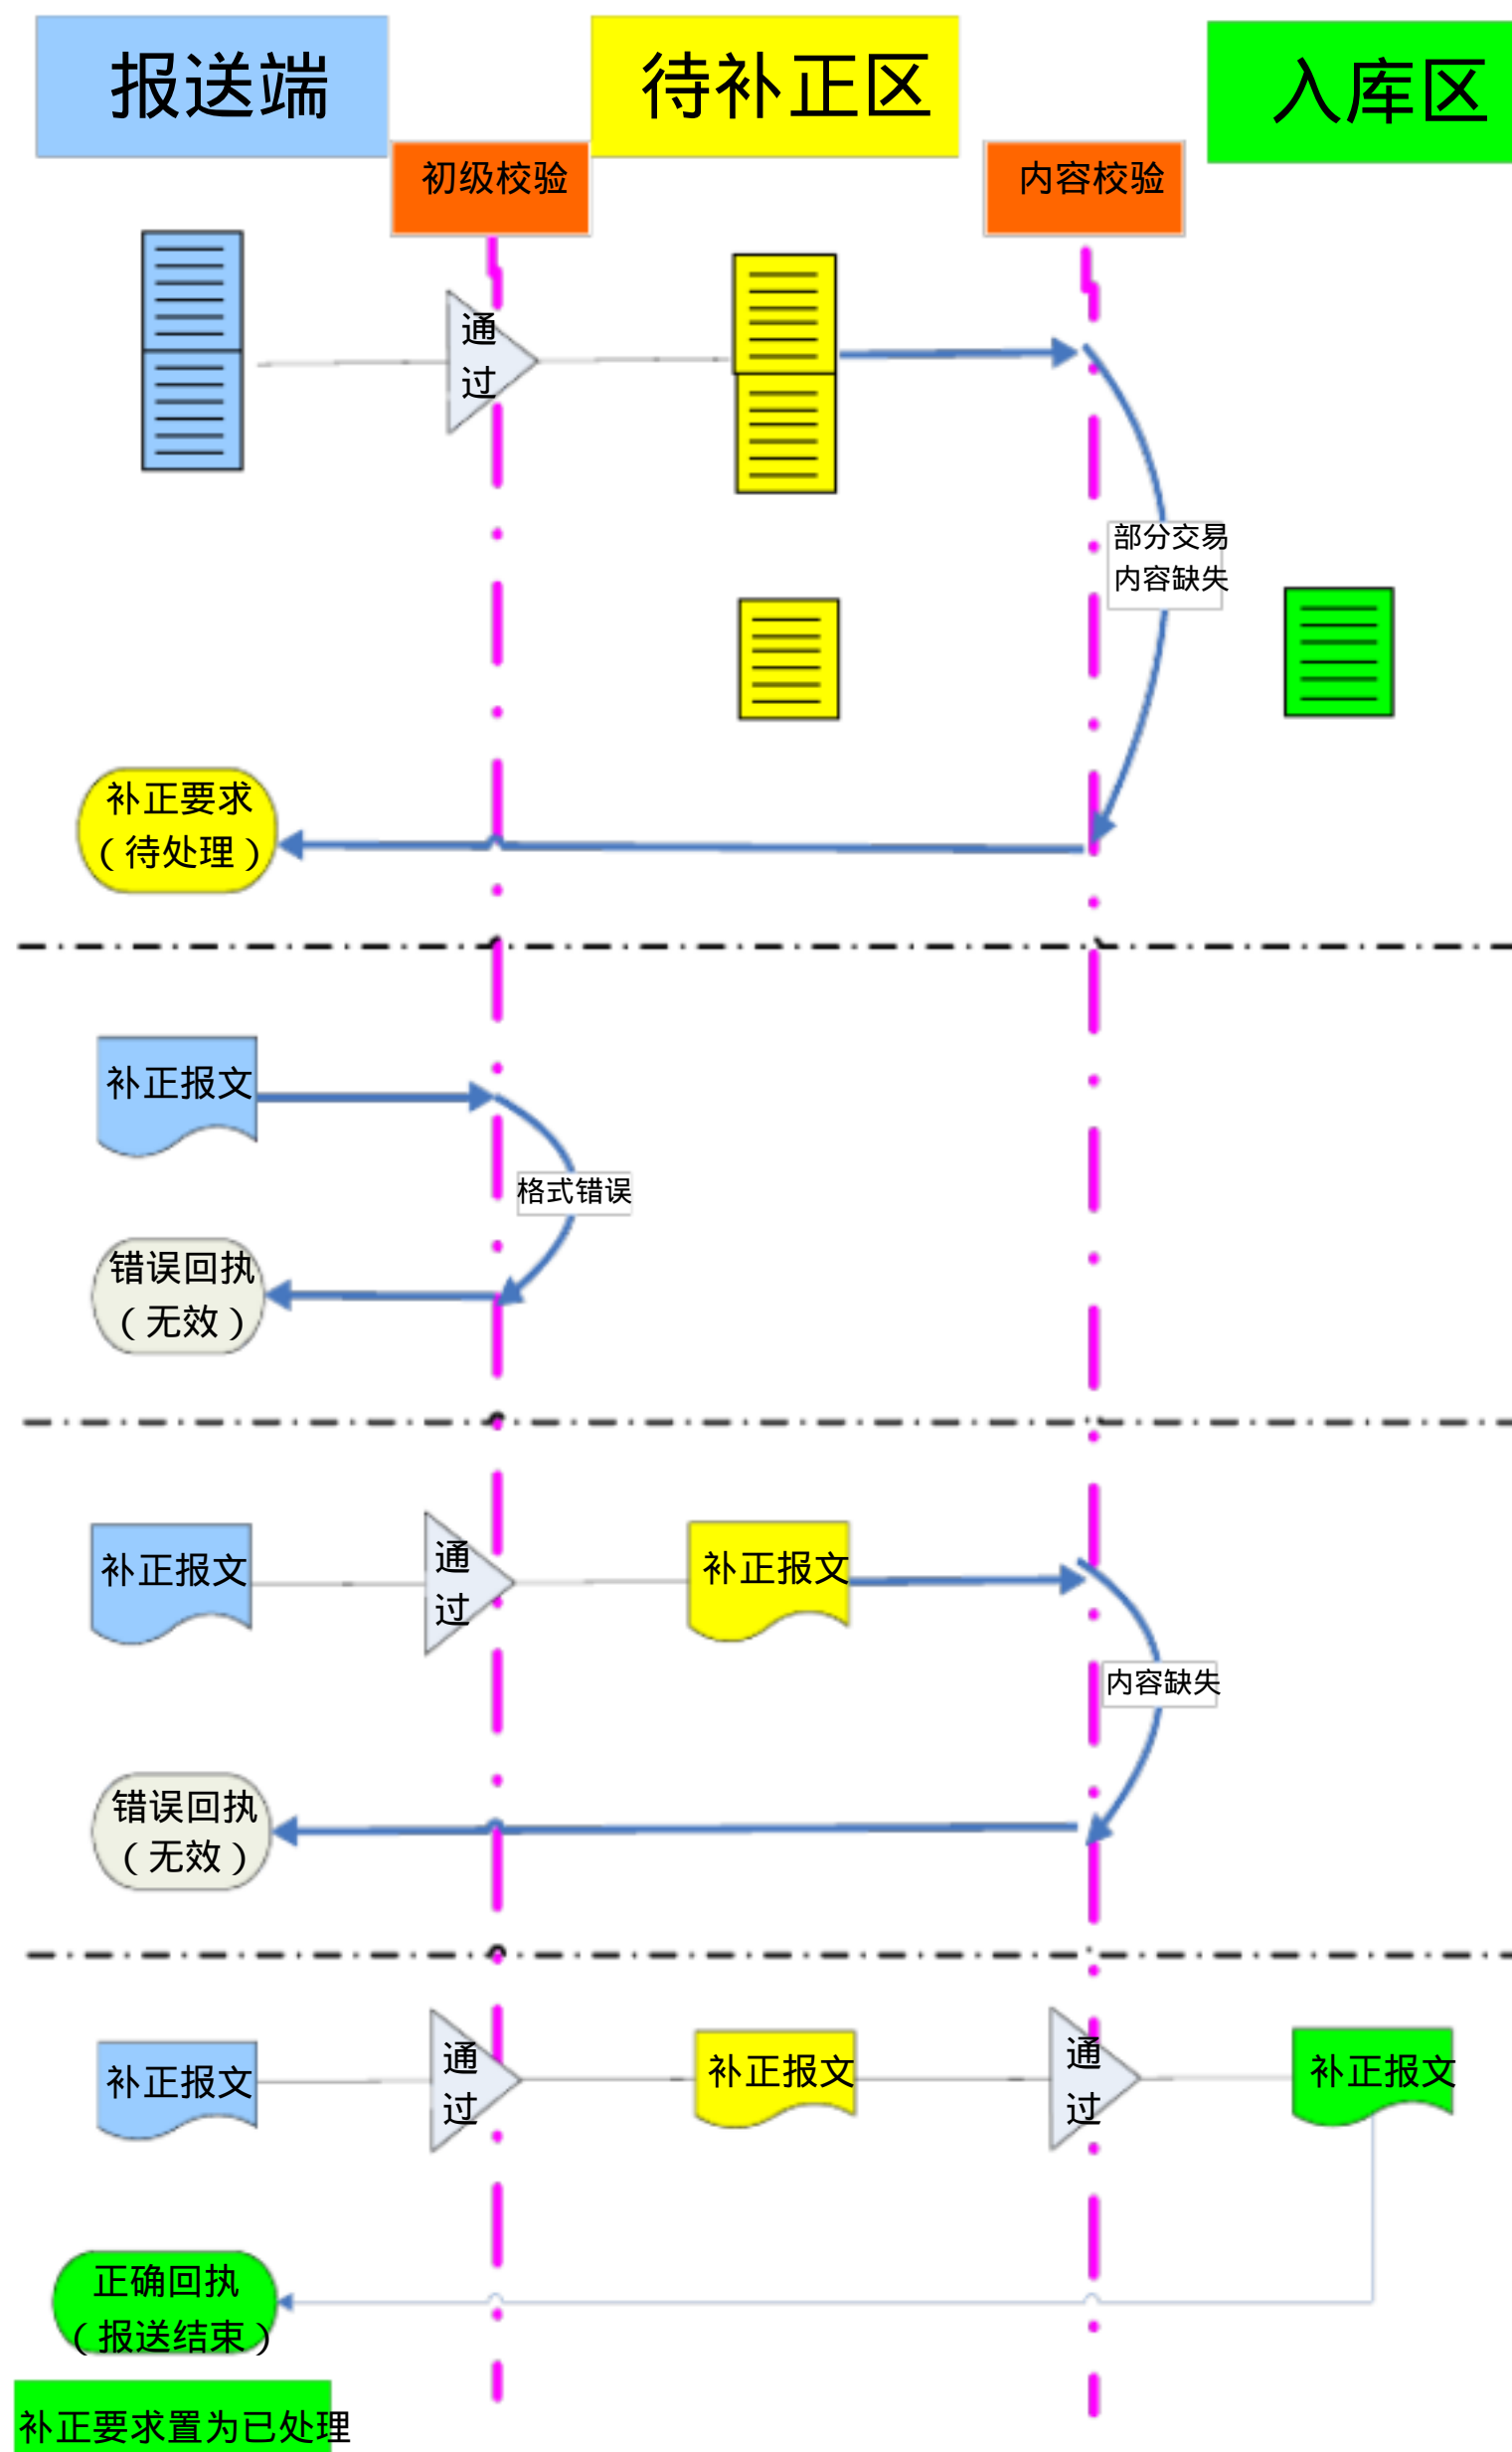 报送端
待补正区
入库区
初级校验
内容校验
通
过
部分交易
内容缺失
补正要求
（待处理）
补正报文
格式错误
错误回执
（无效）
补正报文
通
过
补正报文
内容缺失
错误回执
（无效）
补正报文
通
过
补正报文
通
过
补正报文
正确回执
（报送结束）
补正要求置为已处理